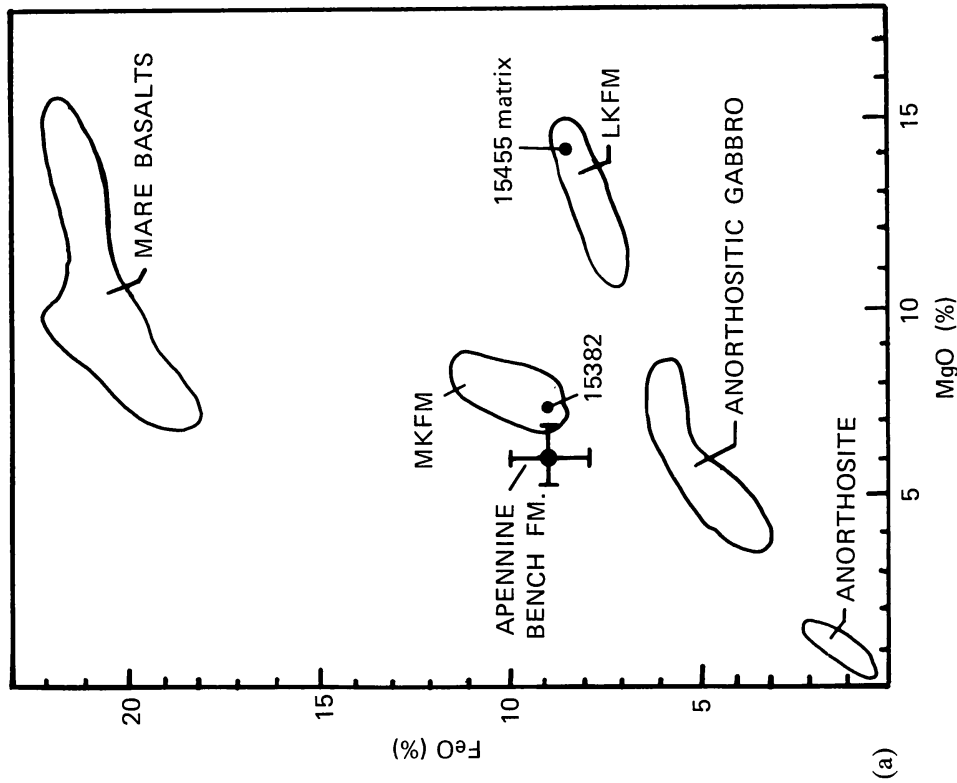 MARE BASALTS
15455 matrix
LKFM
MKFM
15382
APENNINE
BENCH FM.
ANORTHOSITIC GABBRO
ANORTHOSITE
20
15
10
5
FeO (%)
5
10
15
MgO (%)
(a)